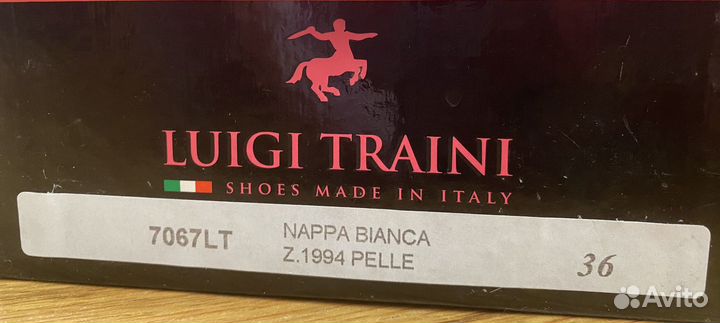 LUIGI TRAINI
SHOES MADE IN ITALY
7067LT
NAPPA BIANCA
Z.1994 PELLE
36
Avito